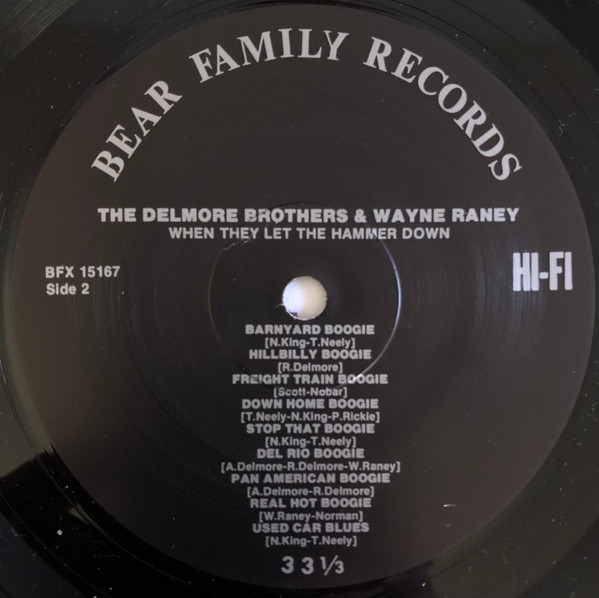 BEAR FAMILY RECORDS
THE DELMORE BROTHERS & WAYNE RANEY
WHEN THEY LET THE HAMMER DOWN
BFX 15167
Side 2
HI-FI
BARNYARD BOOGIE
[N.King-T.Neely]
HILLBILLY BOOGIE
[R.Delmore]
FREIGHT TRAIN BOOGIE
[Scott-Nobar]
DOWN HOME BOOGIE
[T.Neely-N.King-P.Rickie]
STOP THAT BOOGIE
[N.King-T.Neely]
DEL RIO BOOGIE
[A.Delmore-R.Delmore-W.Raney]
PAN AMERICAN BOOGIE
[A.Delmore-R.Delmore]
REAL HOT BOOGIE
[W.Raney-Norman]
USED CAR BLUES
[N.King-T.Neely]
33 1/3